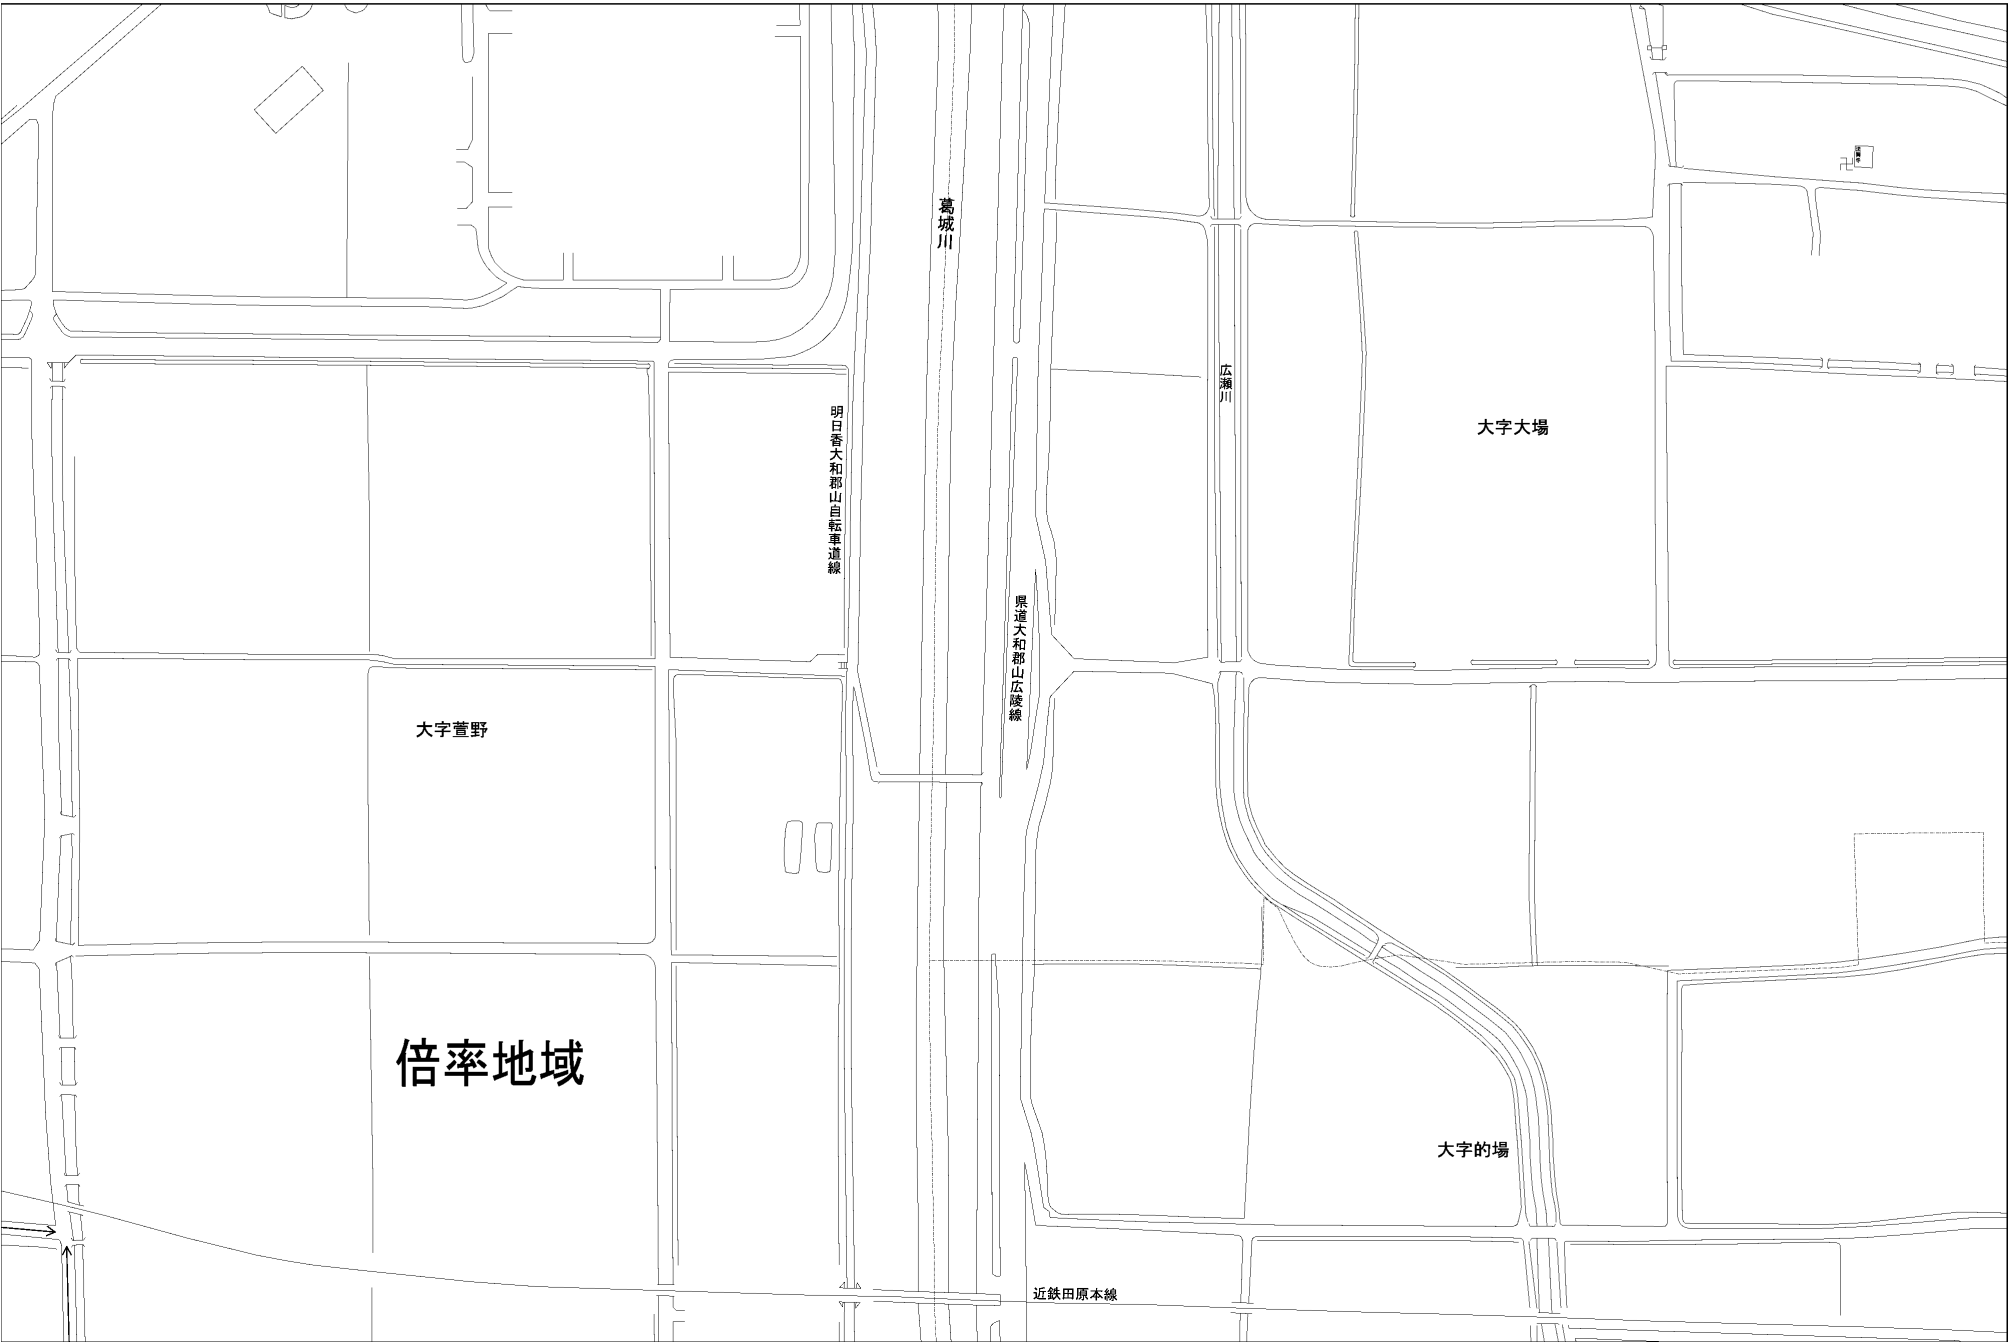 葛城川
広瀬川
明日香大和郡山自転車道線
大字大場
県道大和郡山広陵線
大字萱野
倍率地域
大字的場
近鉄田原本線